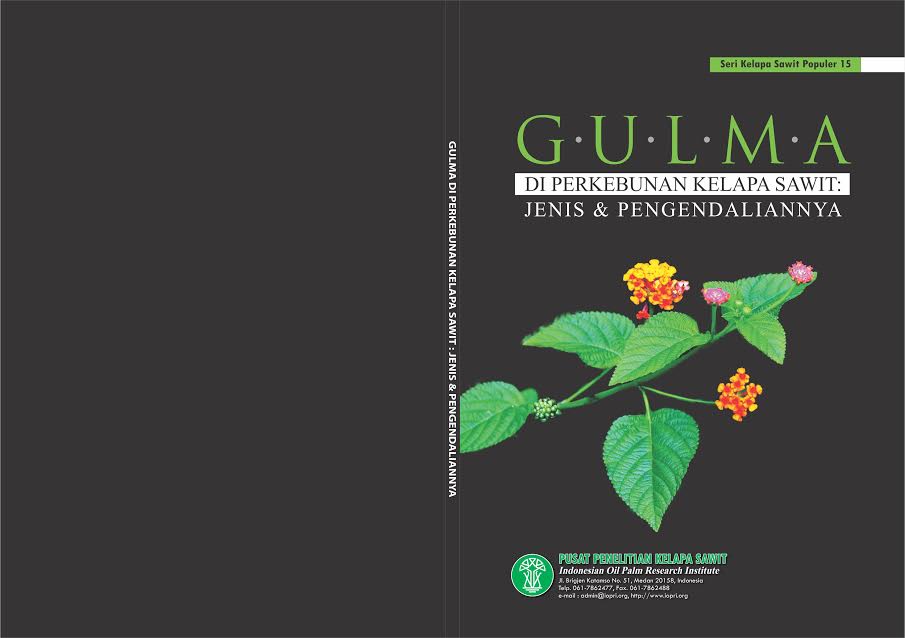 GULMA DI PERKEBUNAN KELAPA SAWIT : JENIS & PENGENDALIANNYA
Seri Kelapa Sawit Populer 15
G·U·L·M·A
DI PERKEBUNAN KELAPA SAWIT:
JENIS & PENGENDALIANNYA
PUSAT PENELITIAN KELAPA SAWIT
Indonesian Oil Palm Research Institute
Jl. Brigjen Katamso No. 51, Medan 20158, Indonesia
Telp. 061-7862477, Fax. 061-7862488
e-mail : admin@iopri.org, http://www.iopri.org